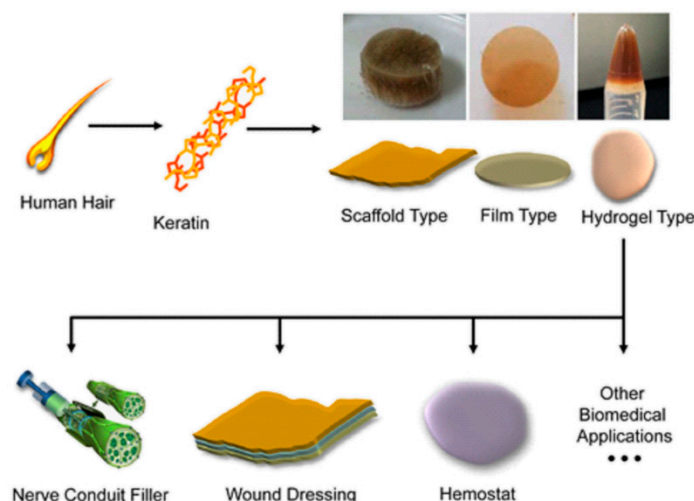 Human Hair
Keratin
Scaffold Type
Film Type
Hydrogel Type
Nerve Conduit Filler
Wound Dressing
Hemostat
Other
Biomedical
Applications
•••